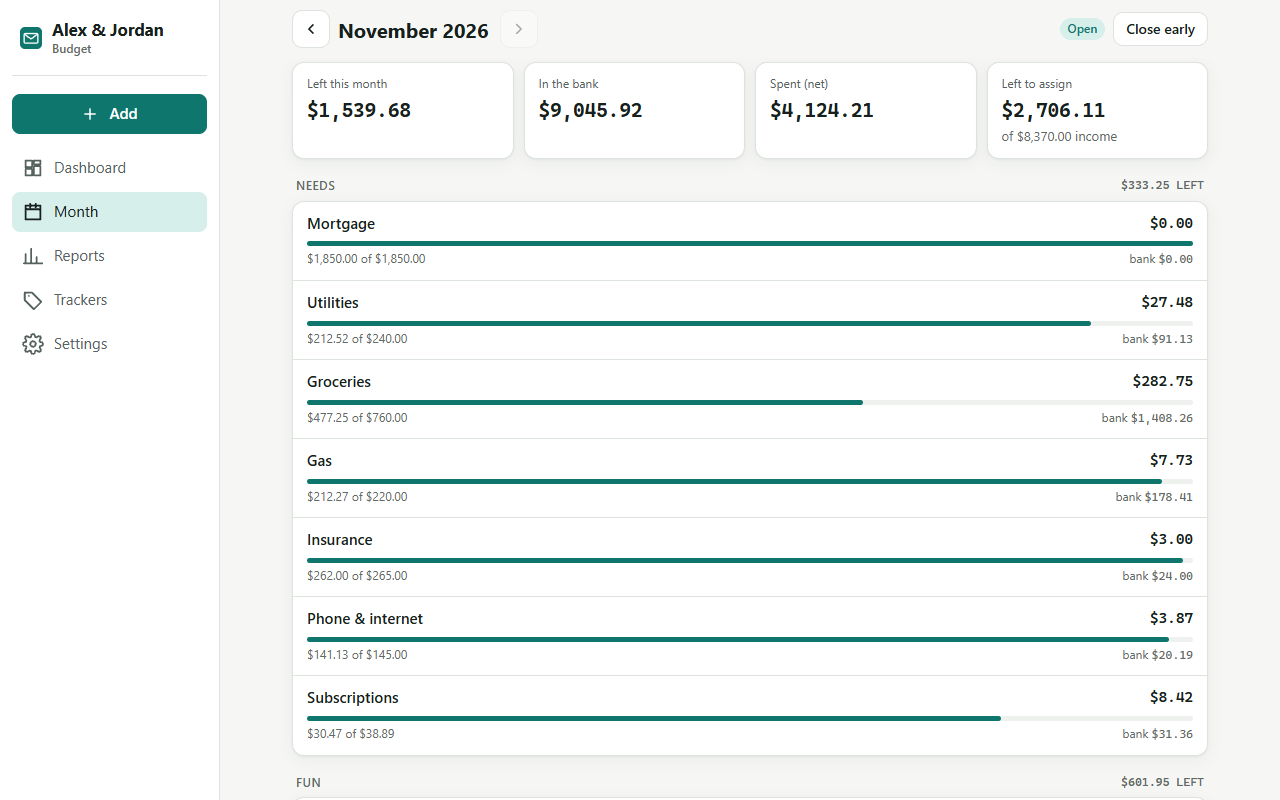 Alex & Jordan
Budget
+ Add
Dashboard
Month
Reports
Trackers
Settings
November 2026
Open
Close early
Left this month
$1,539.68
In the bank
$9,045.92
Spent (net)
$4,124.21
Left to assign
$2,706.11
of $8,370.00 income
NEEDS
$333.25 LEFT
Mortgage
$0.00
$1,850.00 of $1,850.00
bank $0.00
Utilities
$27.48
$212.52 of $240.00
bank $91.13
Groceries
$282.75
$477.25 of $760.00
bank $1,408.26
Gas
$7.73
$212.27 of $220.00
bank $178.41
Insurance
$3.00
$262.00 of $265.00
bank $24.00
Phone & internet
$3.87
$141.13 of $145.00
bank $20.19
Subscriptions
$8.42
$30.47 of $38.89
bank $31.36
FUN
$601.95 LEFT